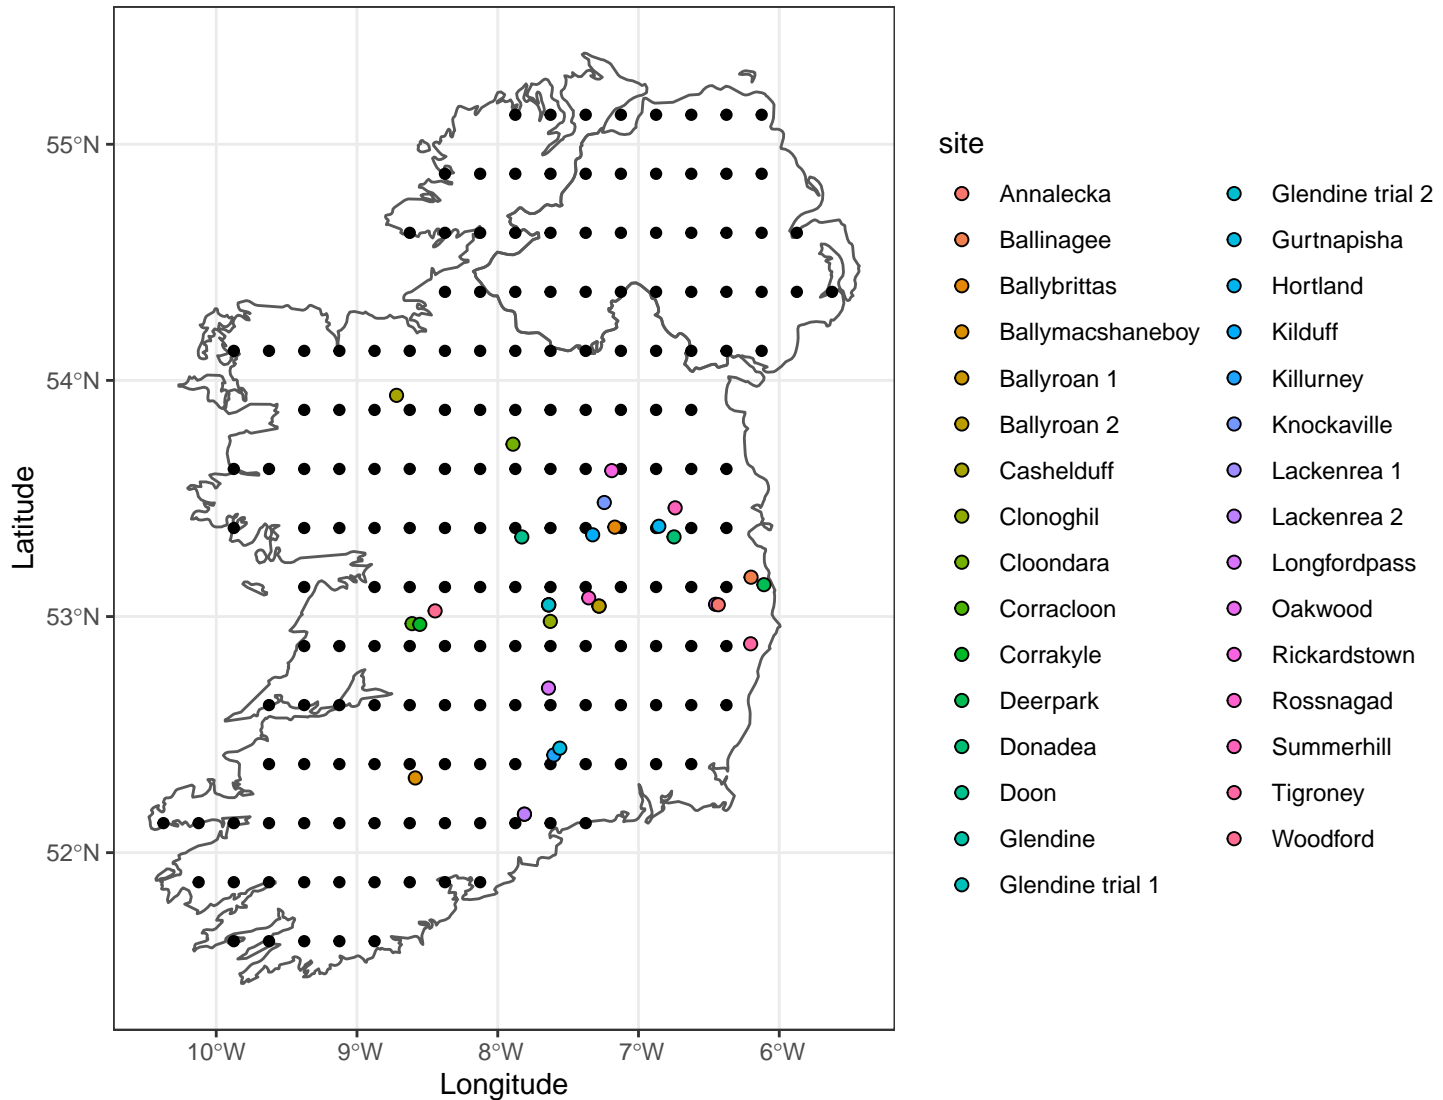 55°N
54°N
53°N
52°N
10°W
9°W
8°W
7°W
6°W
Longitude
Latitude
site
Annalecka
Ballinagee
Ballybrittas
Ballymacshaneboy
Ballyroan 1
Ballyroan 2
Cashelduff
Clonoghil
Cloondara
Corracloon
Corrakyle
Deerpark
Donadea
Doon
Glendine
Glendine trial 1
Glendine trial 2
Gurtnapisha
Hortland
Kilduff
Killurney
Knockaville
Lackenrea 1
Lackenrea 2
Longfordpass
Oakwood
Rickardstown
Rossnagad
Summerhill
Tigroney
Woodford